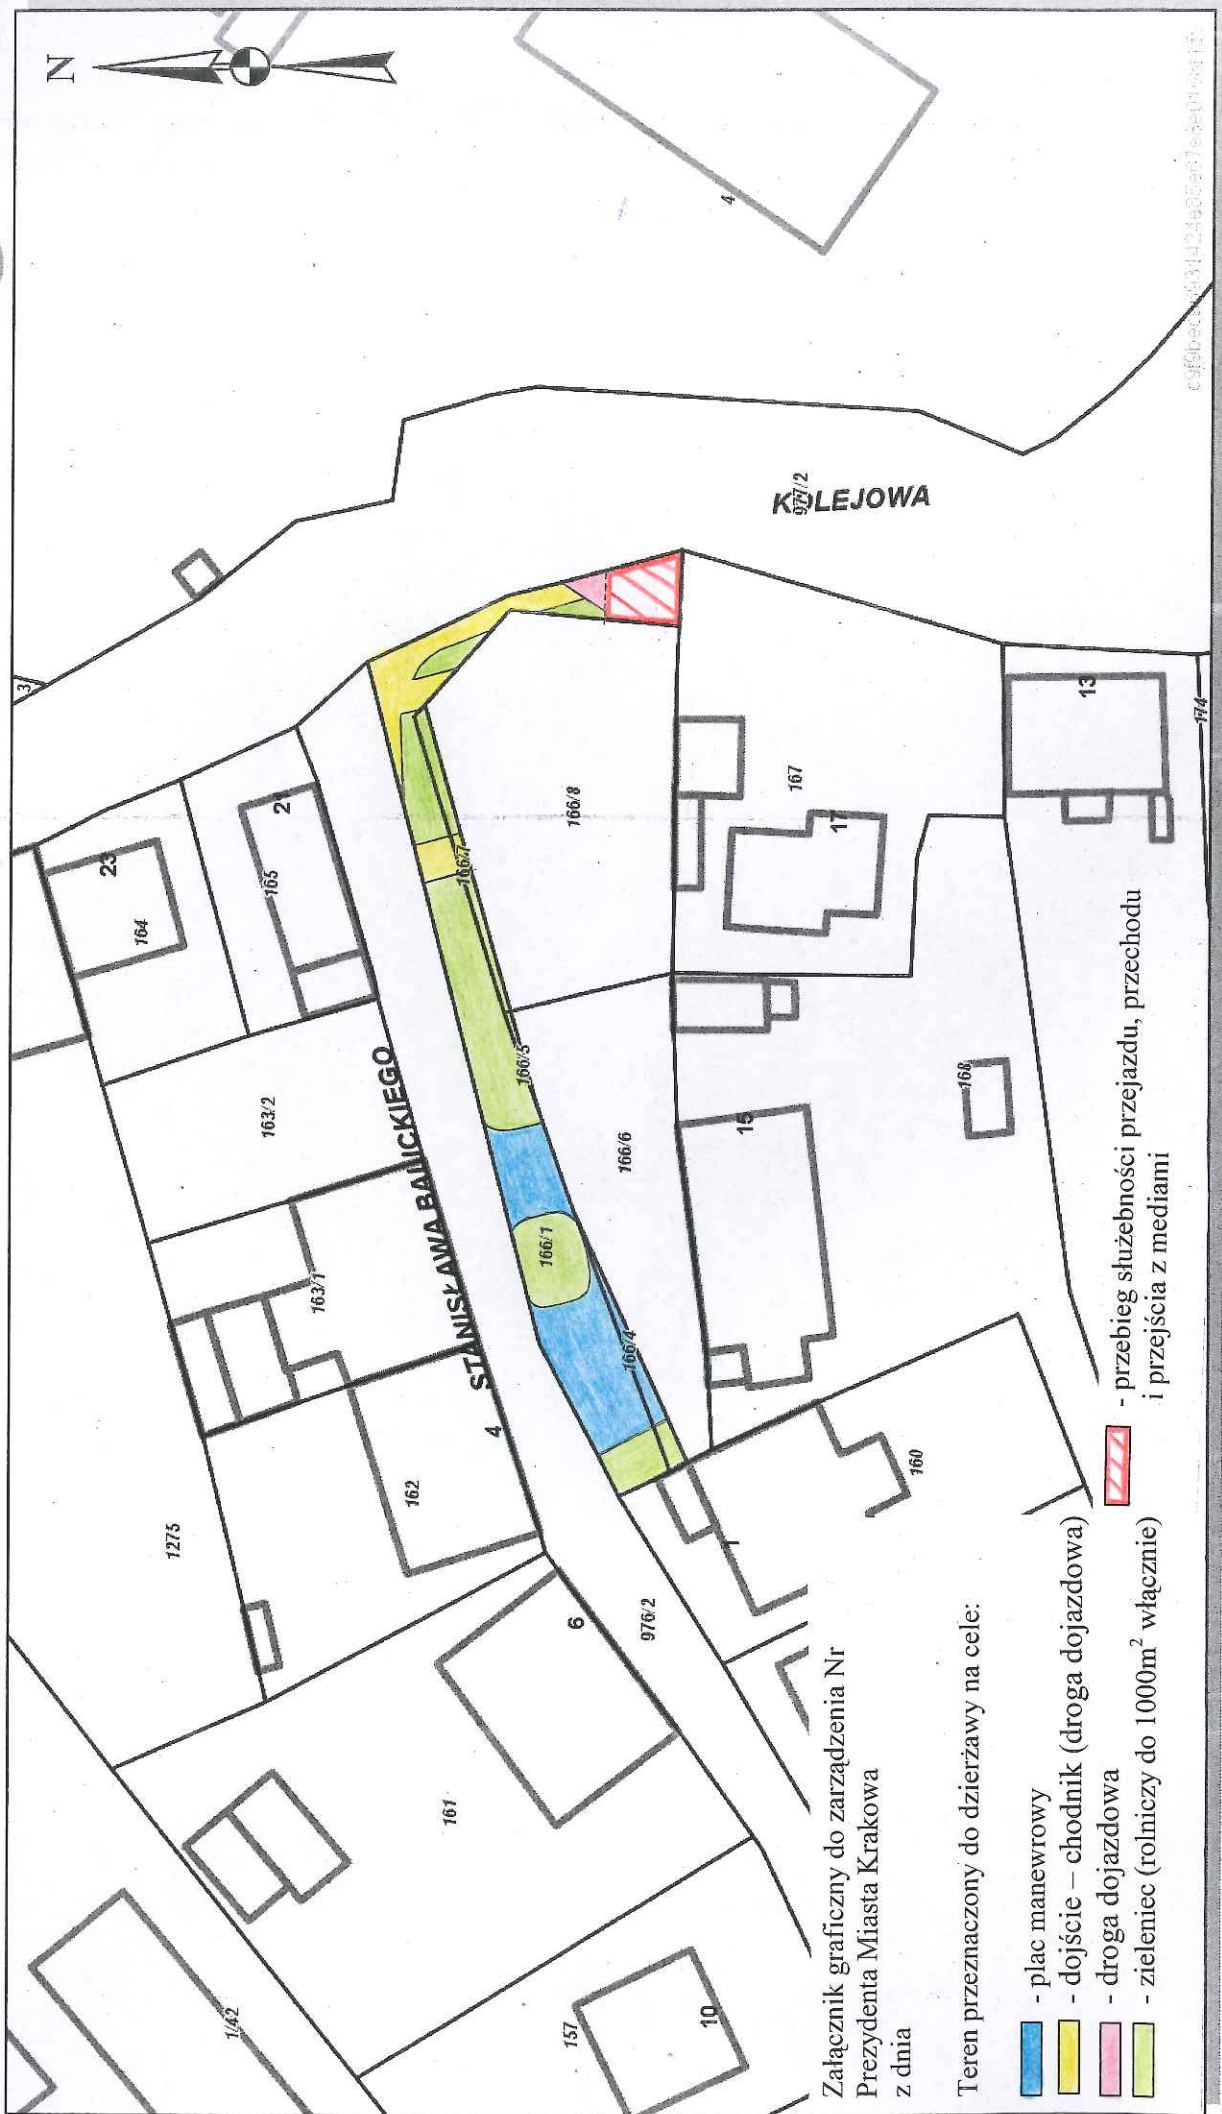 N
3
4
23
164
21
165
163/2
163/1
STANISŁAWA BALICKIEGO
4
162
1275
6
976/2
161
1/42
157
10
KOLEJOWA
977/2
166/7
166/8
166/5
166/6
166/1
166/4
167
17
13
174
15
168
160
1
Załącznik graficzny do zarządzenia Nr
Prezydenta Miasta Krakowa
z dnia
Teren przeznaczony do dzierżawy na cele:
- plac manewrowy
- dojście – chodnik (droga dojazdowa)
- droga dojazdowa
- zieleniec (rolniczy do 1000m² włącznie)
- przebieg służebności przejazdu, przechodu
i przejścia z mediami